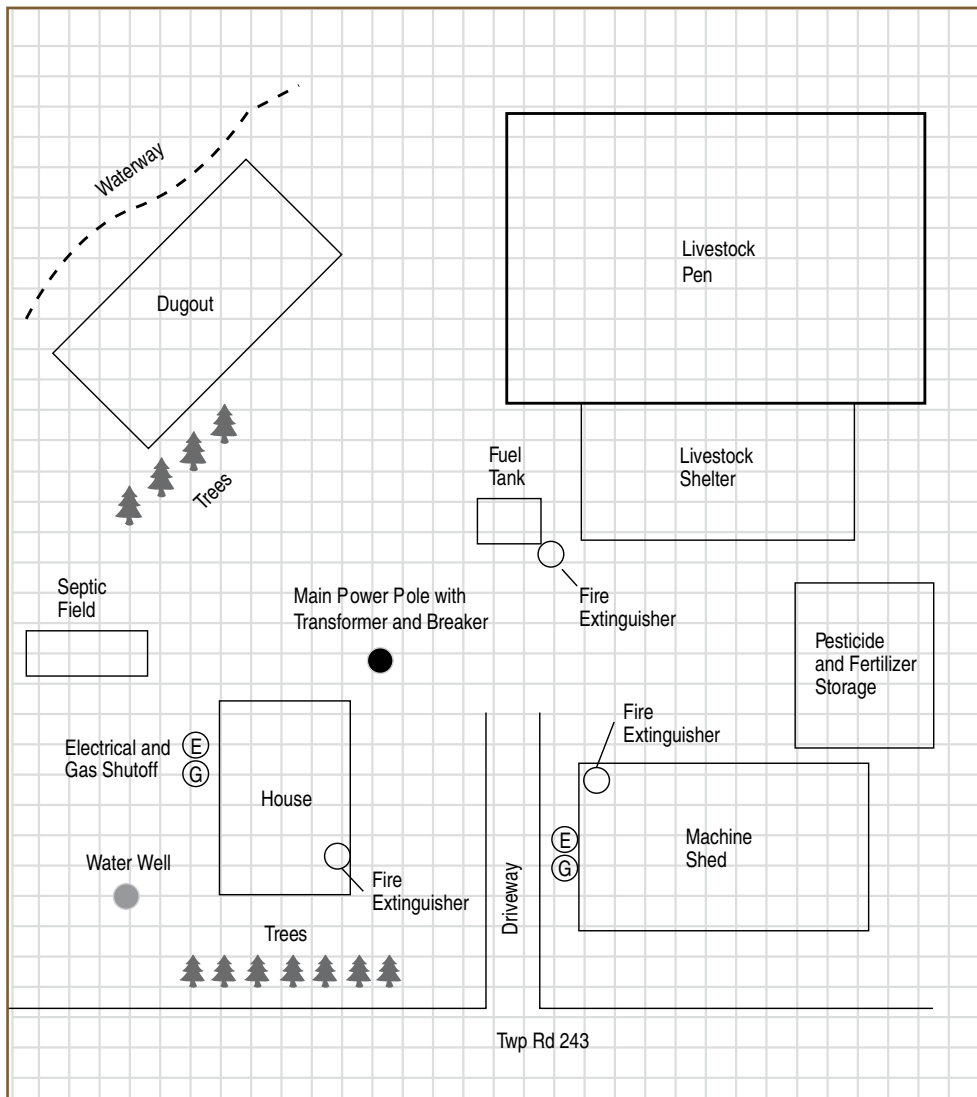 Waterway
Livestock
Pen
Dugout
Fuel
Tank
Livestock
Shelter
Trees
Septic
Field
Main Power Pole with
Transformer and Breaker
Fire
Extinguisher
Pesticide
and Fertilizer
Storage
Fire
Extinguisher
Electrical and
Gas Shutoff
E
G
House
E
G
Machine
Shed
Water Well
Fire
Extinguisher
Driveway
Trees
Twp Rd 243